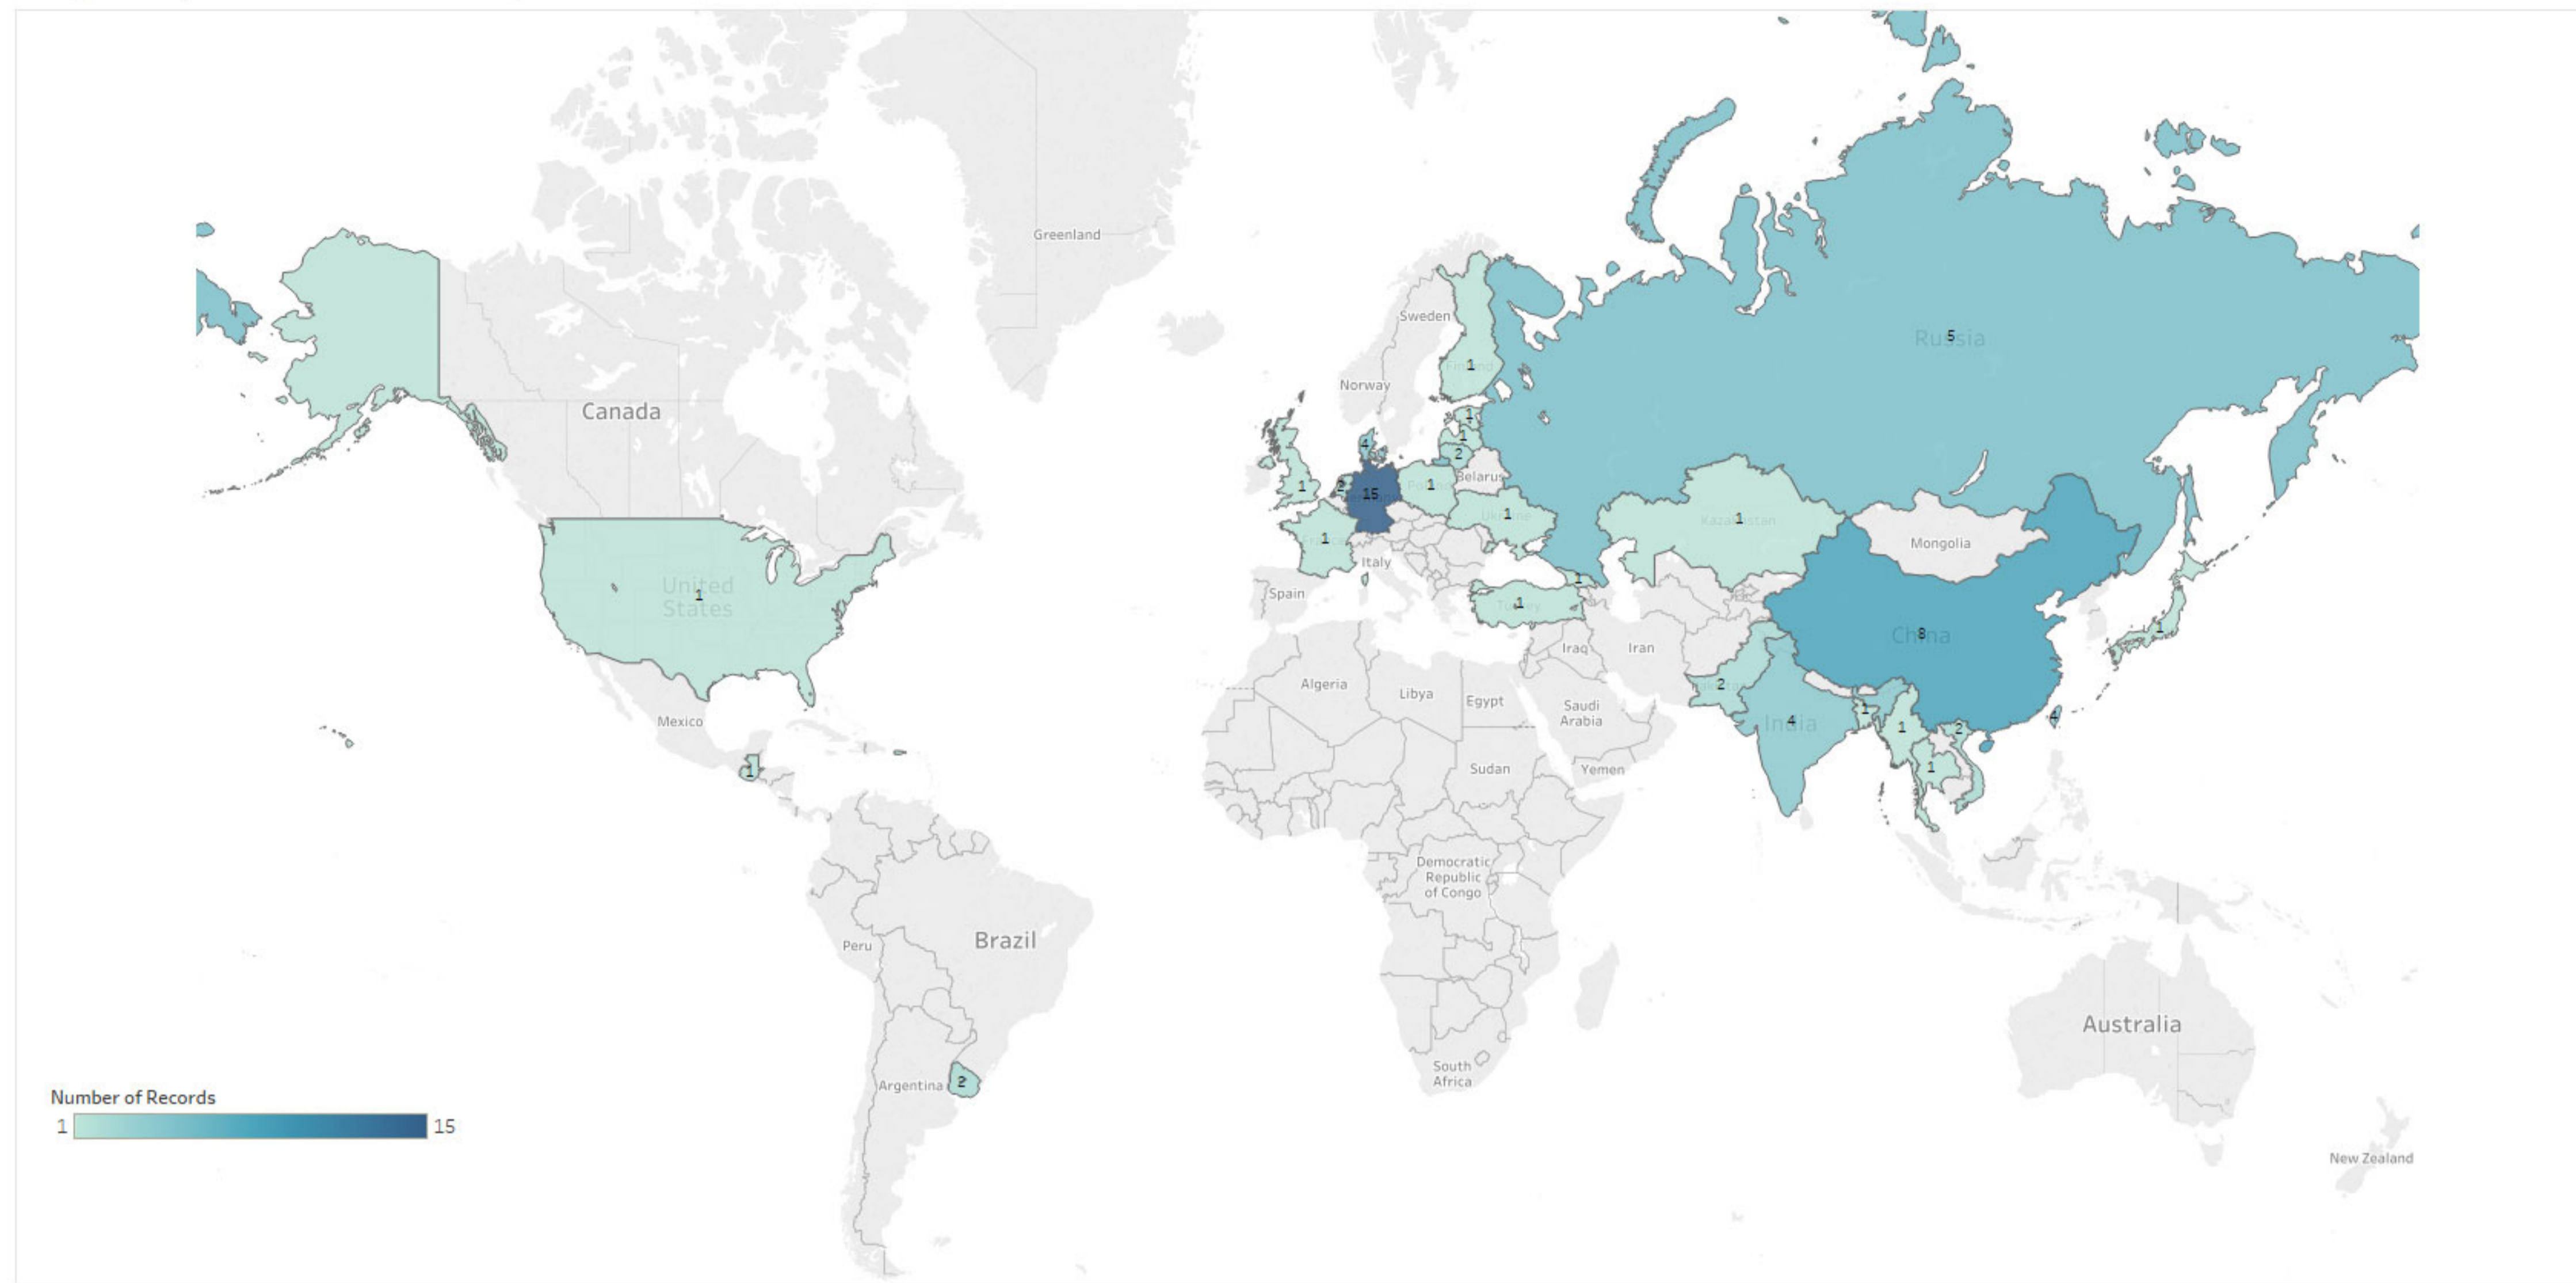 Greenland
Sweden
5
Russia
1
Finland
Norway
Canada
1
4
1
2
Belarus
1
2
15
1
Poland
1
Ukraine
1
Kazakhstan
1
France
Mongolia
Italy
1
United
States
1
Spain
1
Turkey
8
China
1
Iraq
Iran
Algeria
Libya
Egypt
Saudi
Arabia
2
4
India
1
1
2
4
Mexico
1
Sudan
Yemen
1
Democratic
Republic
of Congo
Peru
Brazil
Australia
South
Africa
Argentina
2
New Zealand
Number of Records
1
15